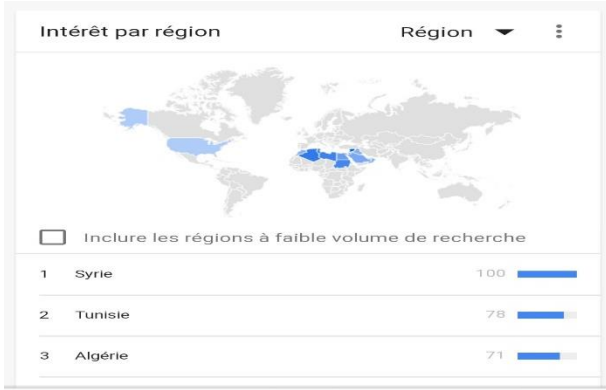 Intérêt par région Région
Inclure les régions à faible volume de recherche
1 Syrie 100
2 Tunisie 78
3 Algérie 71